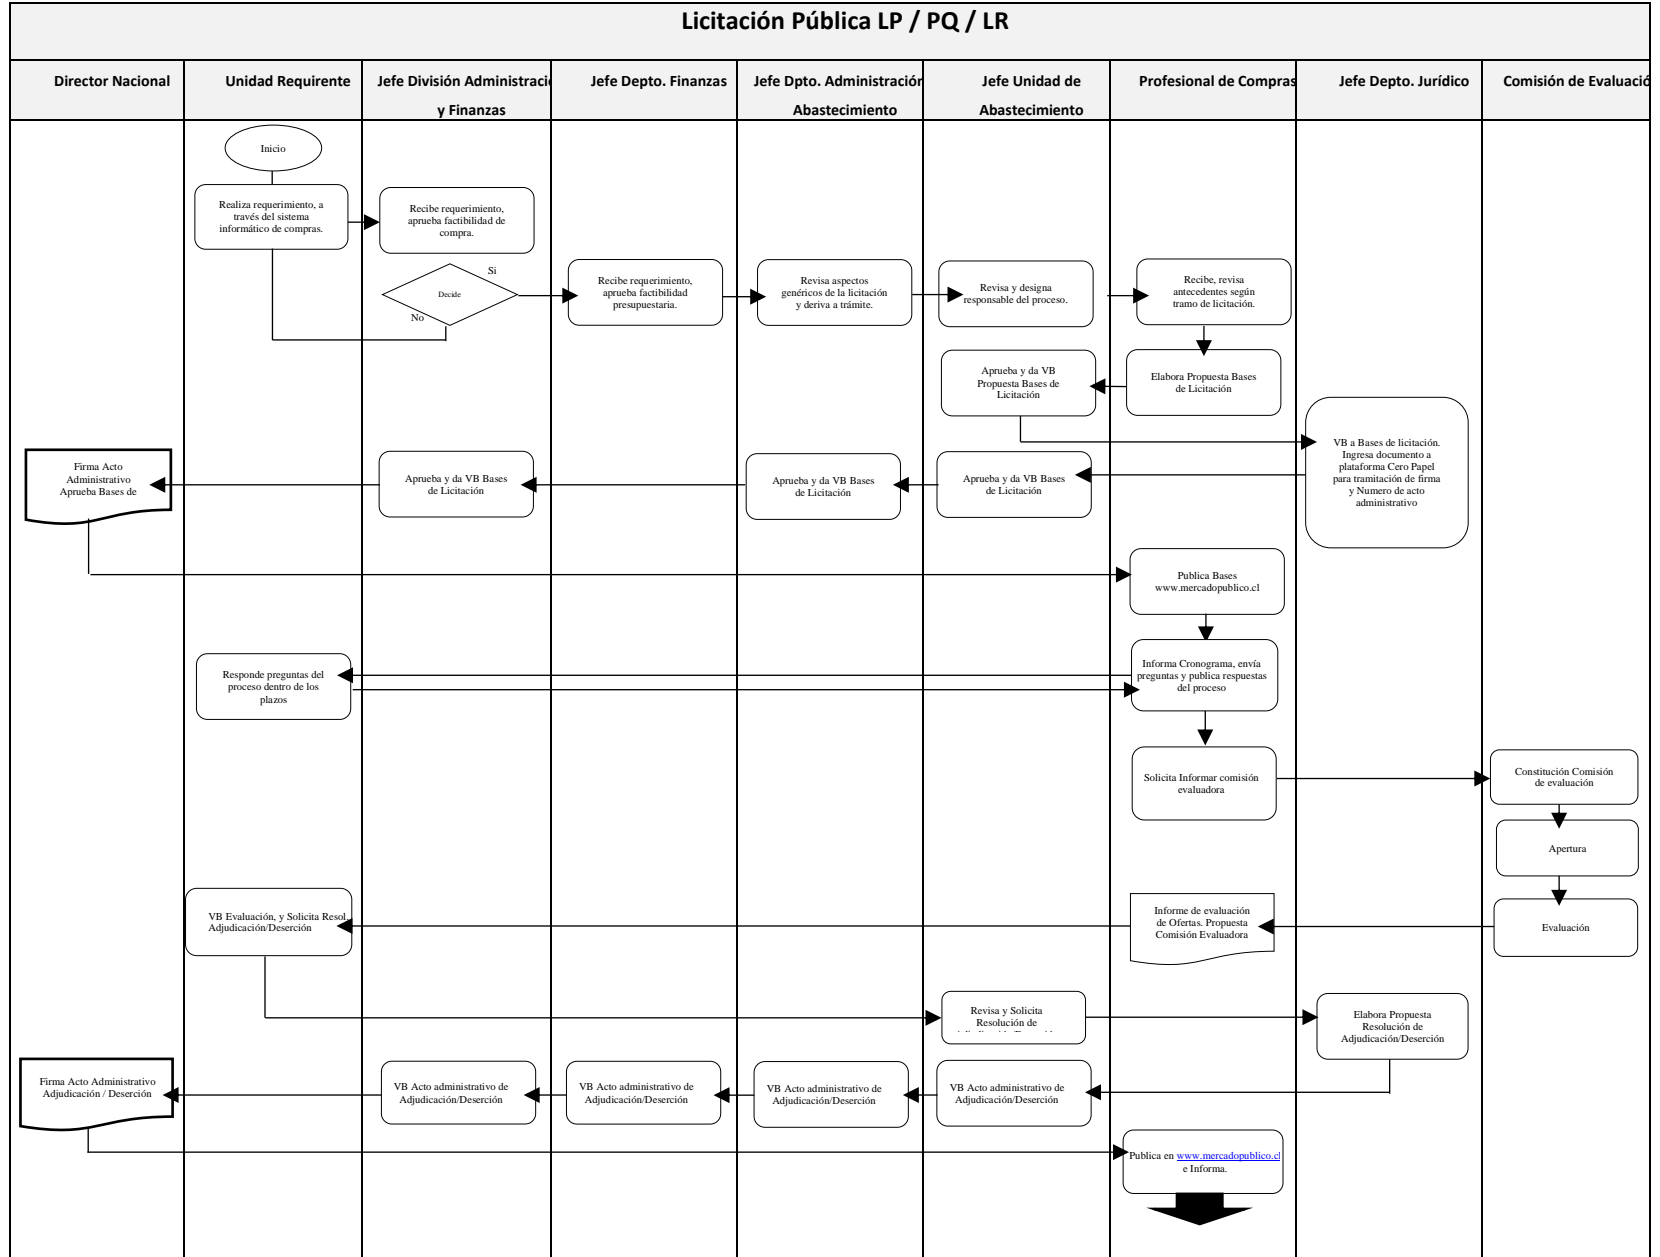 Licitación Pública LP / PQ / LR
Director Nacional
Unidad Requirente
Jefe División Administraci
y Finanzas
Jefe Depto. Finanzas
Jefe Dpto. Administración
Abastecimiento
Jefe Unidad de
Abastecimiento
Profesional de Compras
Jefe Depto. Jurídico
Comisión de Evaluació
Inicio
Realiza requerimiento, a
través del sistema
informático de compras.
Recibe requerimiento,
aprueba factibilidad de
compra.
Decide
Si
No
Recibe requerimiento,
aprueba factibilidad
presupuestaria.
Revisa aspectos
genéricos de la licitación
y deriva a trámite.
Revisa y designa
responsable del proceso.
Recibe, revisa
antecedentes según
tramo de licitación.
Aprueba y da VB
Propuesta Bases de
Licitación
Elabora Propuesta Bases
de Licitación
VB a Bases de licitación.
Ingresa documento a
plataforma Cero Papel
para tramitación de firma
y Numero de acto
administrativo
Firma Acto
Administrativo
Aprueba Bases de
Aprueba y da VB Bases
de Licitación
Aprueba y da VB Bases
de Licitación
Aprueba y da VB Bases
de Licitación
Publica Bases
www.mercadopublico.cl
Responde preguntas del
proceso dentro de los
plazos
Informa Cronograma, envía
preguntas y publica respuestas
del proceso
Solicita Informar comisión
evaluadora
Constitución Comisión
de evaluación
Apertura
VB Evaluación, y Solicita Resol.
Adjudicación/Deserción
Informe de evaluación
de Ofertas. Propuesta
Comisión Evaluadora
Evaluación
Revisa y Solicita
Resolución de
Elabora Propuesta
Resolución de
Adjudicación/Deserción
Firma Acto Administrativo
Adjudicación / Deserción
VB Acto administrativo de
Adjudicación/Deserción
VB Acto administrativo de
Adjudicación/Deserción
VB Acto administrativo de
Adjudicación/Deserción
VB Acto administrativo de
Adjudicación/Deserción
Publica en www.mercadopublico.cl
e Informa.